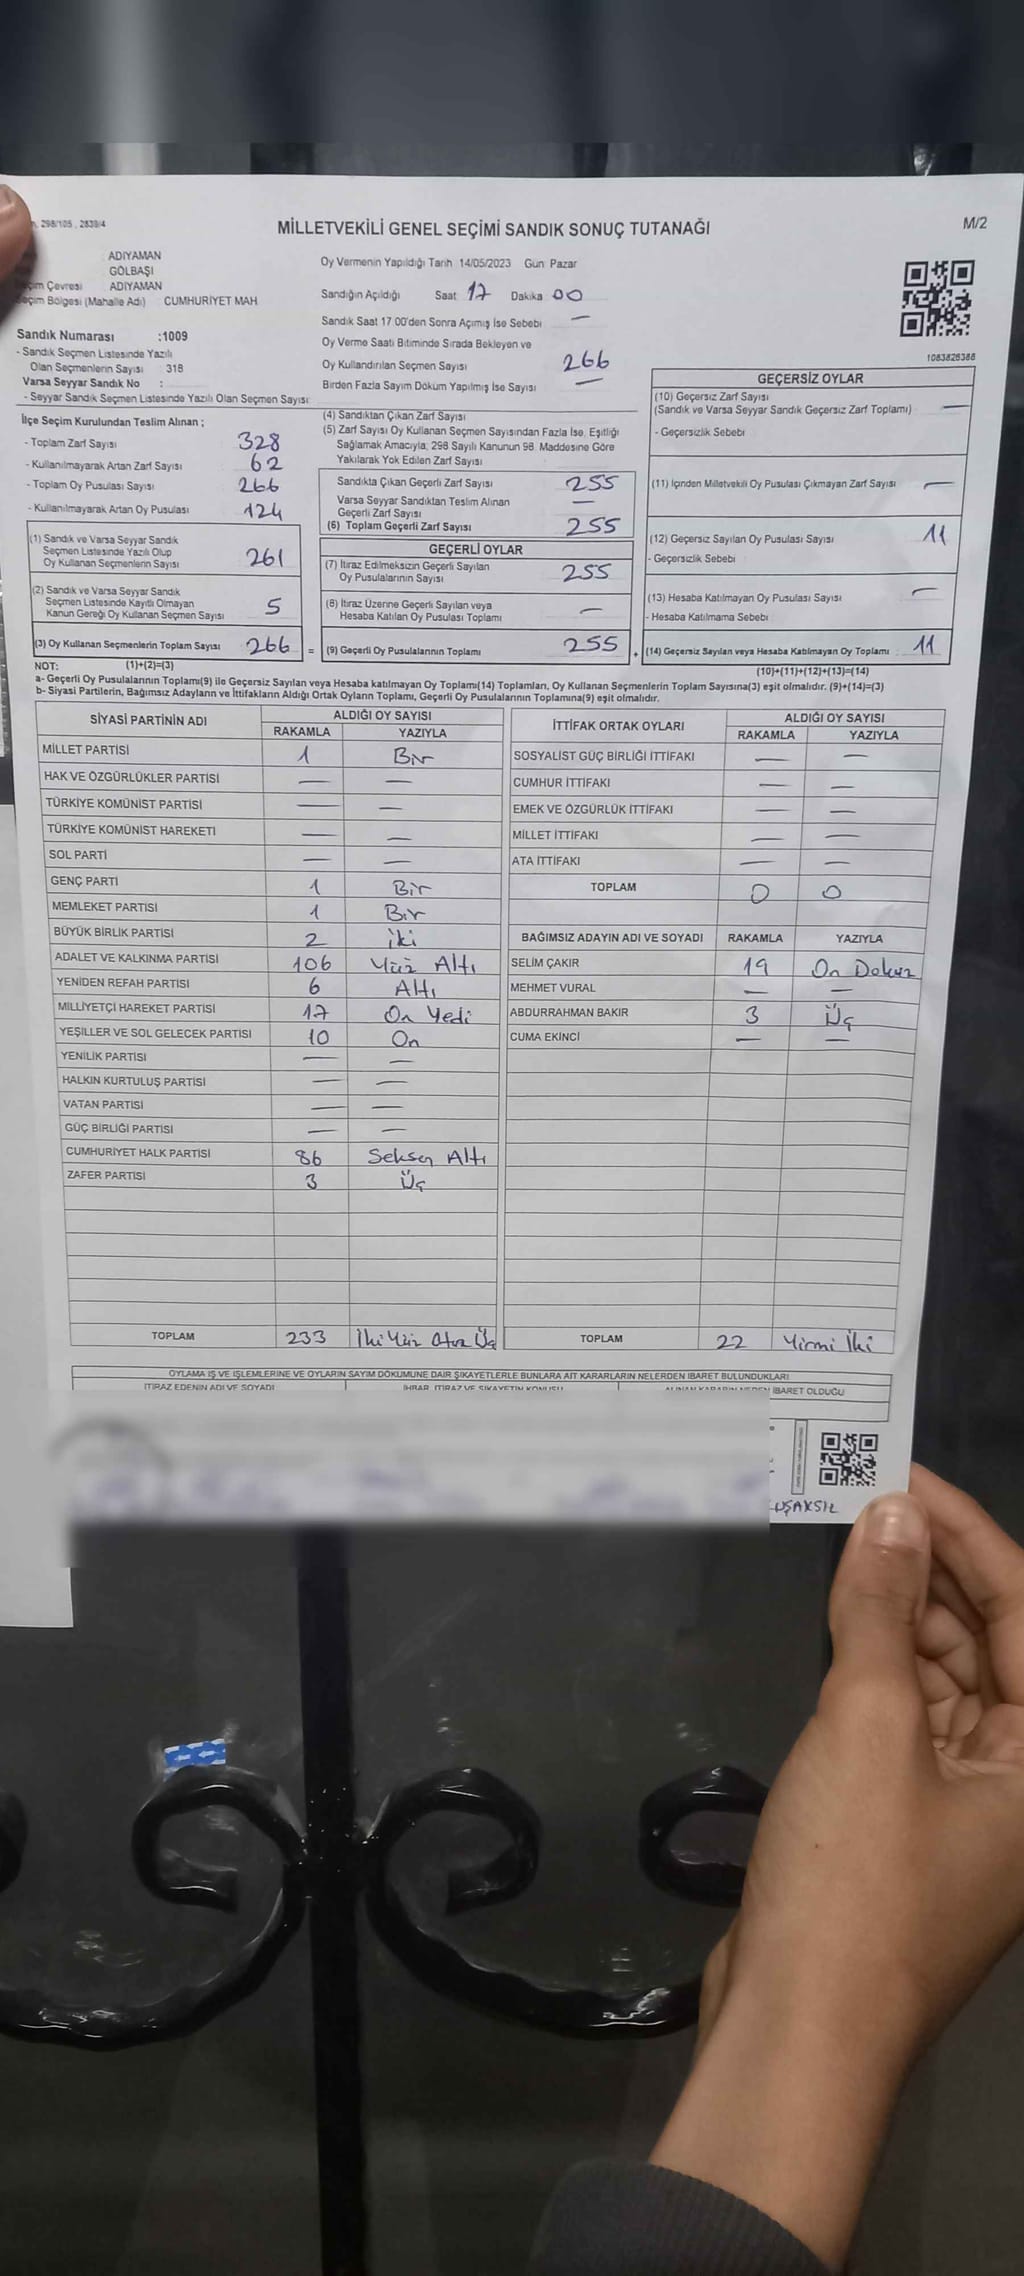 298/105 , 2839/4
MİLLETVEKİLİ GENEL SEÇİMİ SANDIK SONUÇ TUTANAĞI
M/2
: ADIYAMAN
GÖLBAŞI
Seçim Çevresi : ADIYAMAN
Seçim Bölgesi (Mahalle Adı) : CUMHURİYET MAH
Sandık Numarası :1009
- Sandık Seçmen Listesinde Yazılı
Olan Seçmenlerin Sayısı : 318
Varsa Seyyar Sandık No :
- Seyyar Sandık Seçmen Listesinde Yazılı Olan Seçmen Sayısı:
Oy Vermenin Yapıldığı Tarih 14/05/2023 Gün: Pazar
Sandığın Açıldığı Saat 17 Dakika 00
Sandık Saat 17 00'den Sonra Açımış İse Sebebi —
Oy Verme Saati Bitiminde Sırada Bekleyen ve
Oy Kullandırılan Seçmen Sayısı 266
Birden Fazla Sayım Döküm Yapılmış İse Sayısı —
1083828388
İlçe Seçim Kurulundan Teslim Alınan ;
- Toplam Zarf Sayısı 328
- Kullanılmayarak Artan Zarf Sayısı 62
- Toplam Oy Pusulası Sayısı 266
- Kullanılmayarak Artan Oy Pusulası 124
(1) Sandık ve Varsa Seyyar Sandık
Seçmen Listesinde Yazılı Olup
Oy Kullanan Seçmenlerin Sayısı 261
(2) Sandık ve Varsa Seyyar Sandık
Seçmen Listesinde Kayıtlı Olmayan
Kanun Gereği Oy Kullanan Seçmen Sayısı 5
(3) Oy Kullanan Seçmenlerin Toplam Sayısı 266 =
(4) Sandıktan Çıkan Zarf Sayısı
(5) Zarf Sayısı Oy Kullanan Seçmen Sayısından Fazla İse, Eşitliği
Sağlamak Amacıyla, 298 Sayılı Kanunun 98. Maddesine Göre
Yakılarak Yok Edilen Zarf Sayısı
Sandıkta Çıkan Geçerli Zarf Sayısı 255
Varsa Seyyar Sandıktan Teslim Alınan
Geçerli Zarf Sayısı —
(6) Toplam Geçerli Zarf Sayısı 255
GEÇERLİ OYLAR
(7) İtiraz Edilmeksizin Geçerli Sayılan
Oy Pusulalarının Sayısı 255
(8) İtiraz Üzerine Geçerli Sayılan veya
Hesaba Katılan Oy Pusulası Toplamı —
(9) Geçerli Oy Pusulalarının Toplamı 255 +
GEÇERSİZ OYLAR
(10) Geçersiz Zarf Sayısı
(Sandık ve Varsa Seyyar Sandık Geçersiz Zarf Toplamı) —
- Geçersizlik Sebebi
(11) İçinden Milletvekili Oy Pusulası Çıkmayan Zarf Sayısı —
(12) Geçersiz Sayılan Oy Pusulası Sayısı 11
- Geçersizlik Sebebi
(13) Hesaba Katılmayan Oy Pusulası Sayısı —
- Hesaba Katılmama Sebebi
(14) Geçersiz Sayılan veya Hesaba Katılmayan Oy Toplamı : 11
NOT: (1)+(2)=(3) (10)+(11)+(12)+(13)=(14)
a- Geçerli Oy Pusulalarının Toplamı(9) ile Geçersiz Sayılan veya Hesaba katılmayan Oy Toplamı(14) Toplamları, Oy Kullanan Seçmenlerin Toplam Sayısına(3) eşit olmalıdır. (9)+(14)=(3)
b- Siyasi Partilerin, Bağımsız Adayların ve İttifakların Aldığı Ortak Oyların Toplamı, Geçerli Oy Pusulalarının Toplamına(9) eşit olmalıdır.
SİYASİ PARTİNİN ADI ALDIĞI OY SAYISI
RAKAMLA YAZIYLA
MİLLET PARTİSİ 1 Bir
HAK VE ÖZGÜRLÜKLER PARTİSİ — —
TÜRKİYE KOMÜNİST PARTİSİ — —
TÜRKİYE KOMÜNİST HAREKETİ — —
SOL PARTİ — —
GENÇ PARTİ 1 Bir
MEMLEKET PARTİSİ 1 Bir
BÜYÜK BİRLİK PARTİSİ 2 iki
ADALET VE KALKINMA PARTİSİ 106 Yüz Altı
YENİDEN REFAH PARTİSİ 6 Altı
MİLLİYETÇİ HAREKET PARTİSİ 17 On Yedi
YEŞİLLER VE SOL GELECEK PARTİSİ 10 On
YENİLİK PARTİSİ — —
HALKIN KURTULUŞ PARTİSİ — —
VATAN PARTİSİ — —
GÜÇ BİRLİĞİ PARTİSİ — —
CUMHURİYET HALK PARTİSİ 86 Seksen Altı
ZAFER PARTİSİ 3 Üç
TOPLAM 233 İki Yüz Otuz Üç
İTTİFAK ORTAK OYLARI ALDIĞI OY SAYISI
RAKAMLA YAZIYLA
SOSYALİST GÜÇ BİRLİĞİ İTTİFAKI — —
CUMHUR İTTİFAKI — —
EMEK VE ÖZGÜRLÜK İTTİFAKI — —
MİLLET İTTİFAKI — —
ATA İTTİFAKI — —
TOPLAM 0 0
BAĞIMSIZ ADAYIN ADI VE SOYADI RAKAMLA YAZIYLA
SELİM ÇAKIR 19 On Dokuz
MEHMET VURAL — —
ABDURRAHMAN BAKIR 3 Üç
CUMA EKİNCİ — —
TOPLAM 22 Yirmi İki
OYLAMA İŞ VE İŞLEMLERİNE VE OYLARIN SAYIM DÖKÜMÜNE DAİR ŞİKAYETLERLE BUNLARA AİT KARARLARIN NELERDEN İBARET BULUNDUKLARI
İTİRAZ EDENİN ADI VE SOYADI İHBAR, İTİRAZ VE ŞİKAYETİN KONUSU ALINAN KARARIN NEDEN İBARET OLDUĞU